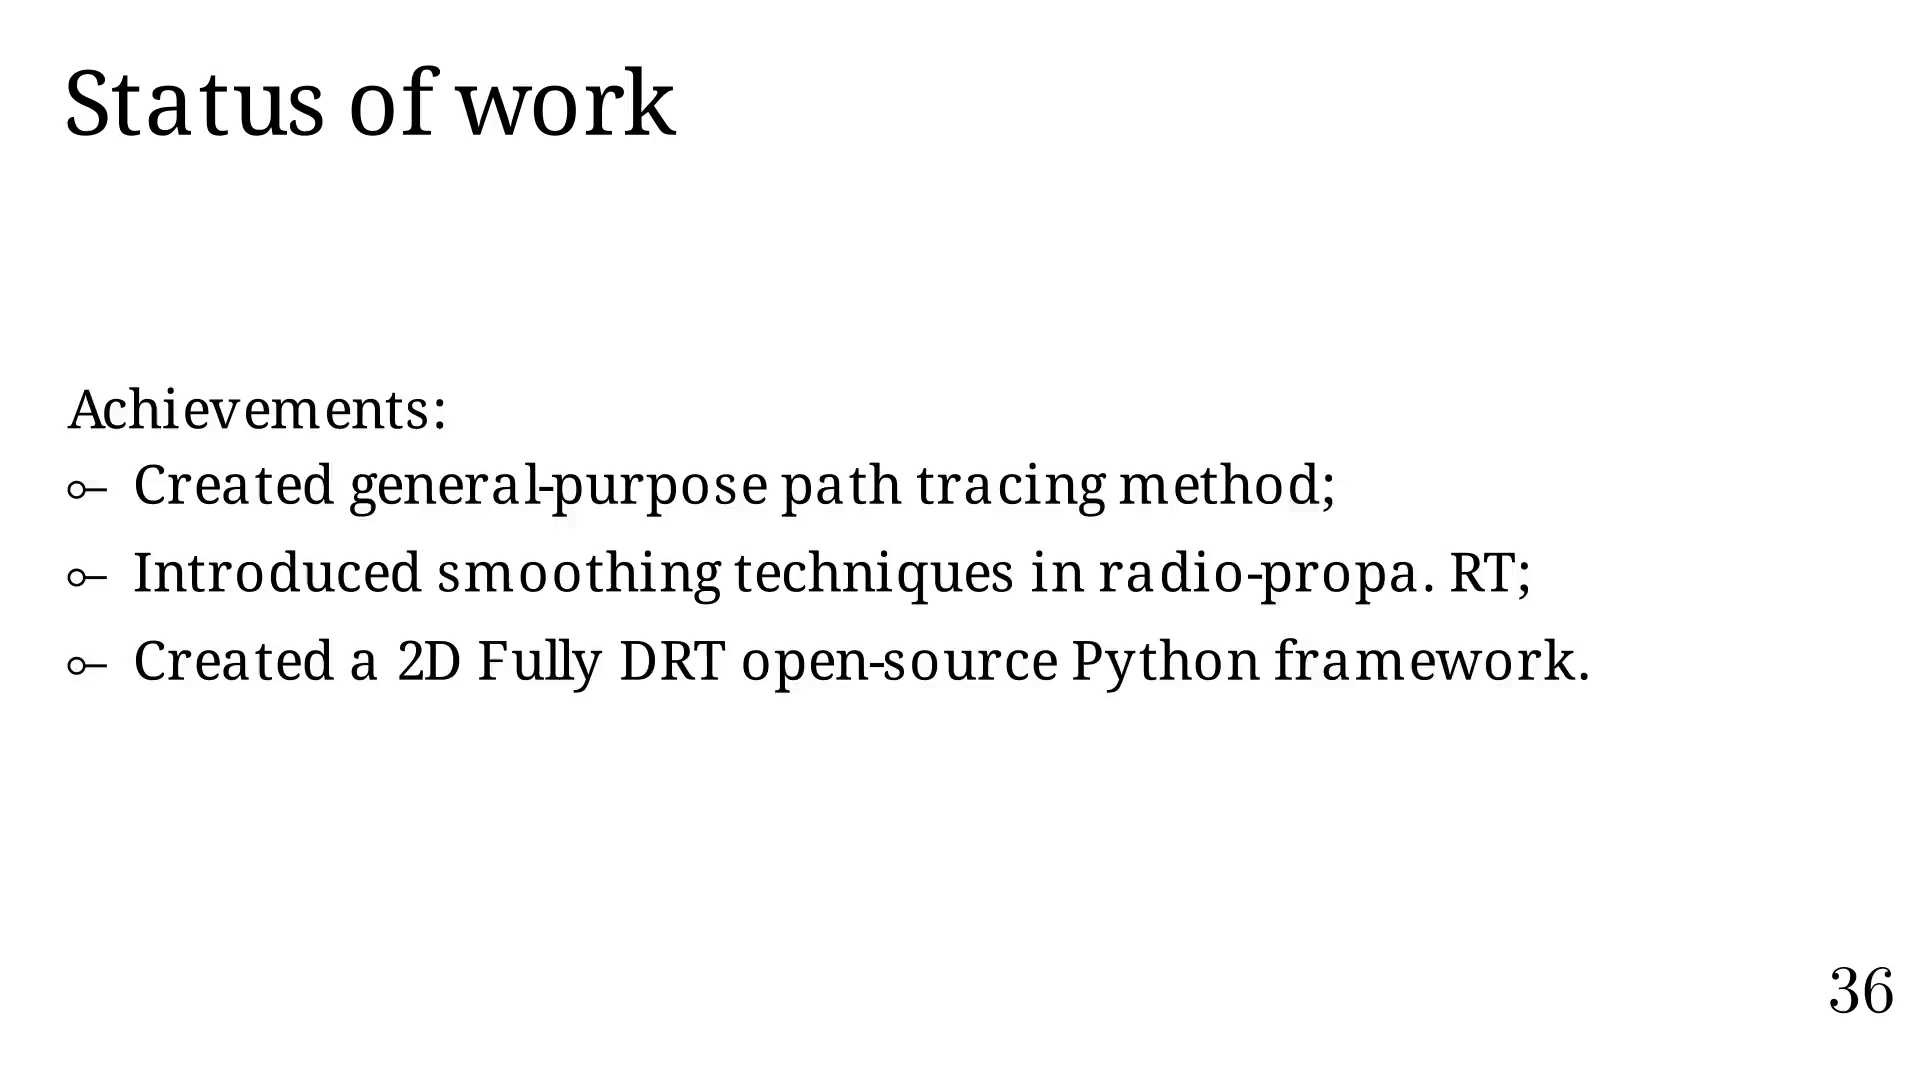 Status of work
Achievements:
⟜ Created general-purpose path tracing method;
⟜ Introduced smoothing techniques in radio-propa. RT;
⟜ Created a 2D Fully DRT open-source Python framework.
36